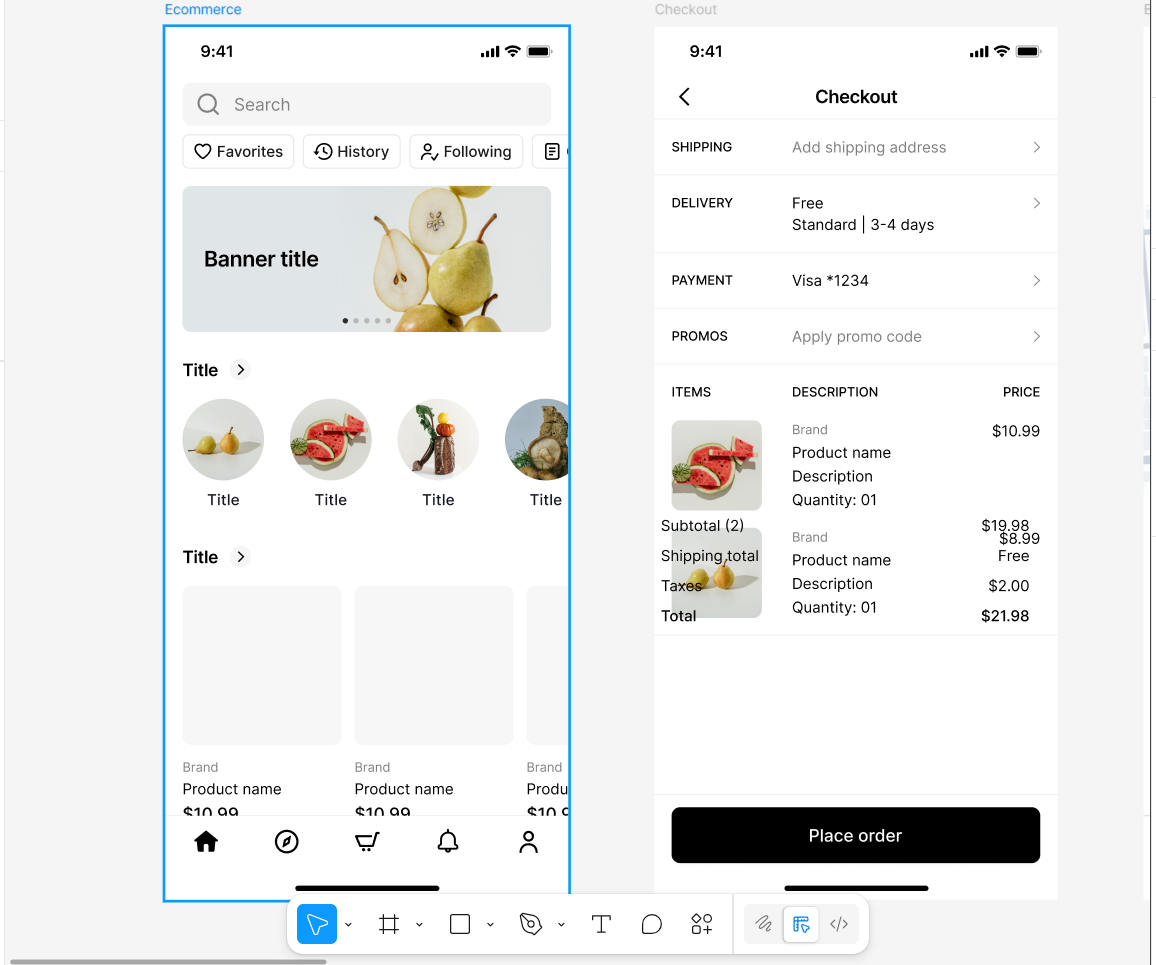 Ecommerce
9:41
Search
Favorites
History
Following
Banner title
Title
Title
Title
Title
Title
Title
Brand
Product name
$10.99
Brand
Product name
$10.99
Brand
Checkout
9:41
Checkout
SHIPPING
Add shipping address
DELIVERY
Free
Standard | 3-4 days
PAYMENT
Visa *1234
PROMOS
Apply promo code
ITEMS
DESCRIPTION
PRICE
Brand
$10.99
Product name
Description
Quantity: 01
Subtotal (2)
$19.98
Brand
$8.99
Shipping total
Free
Product name
Taxes
$2.00
Description
Quantity: 01
Total
$21.98
Place order
T